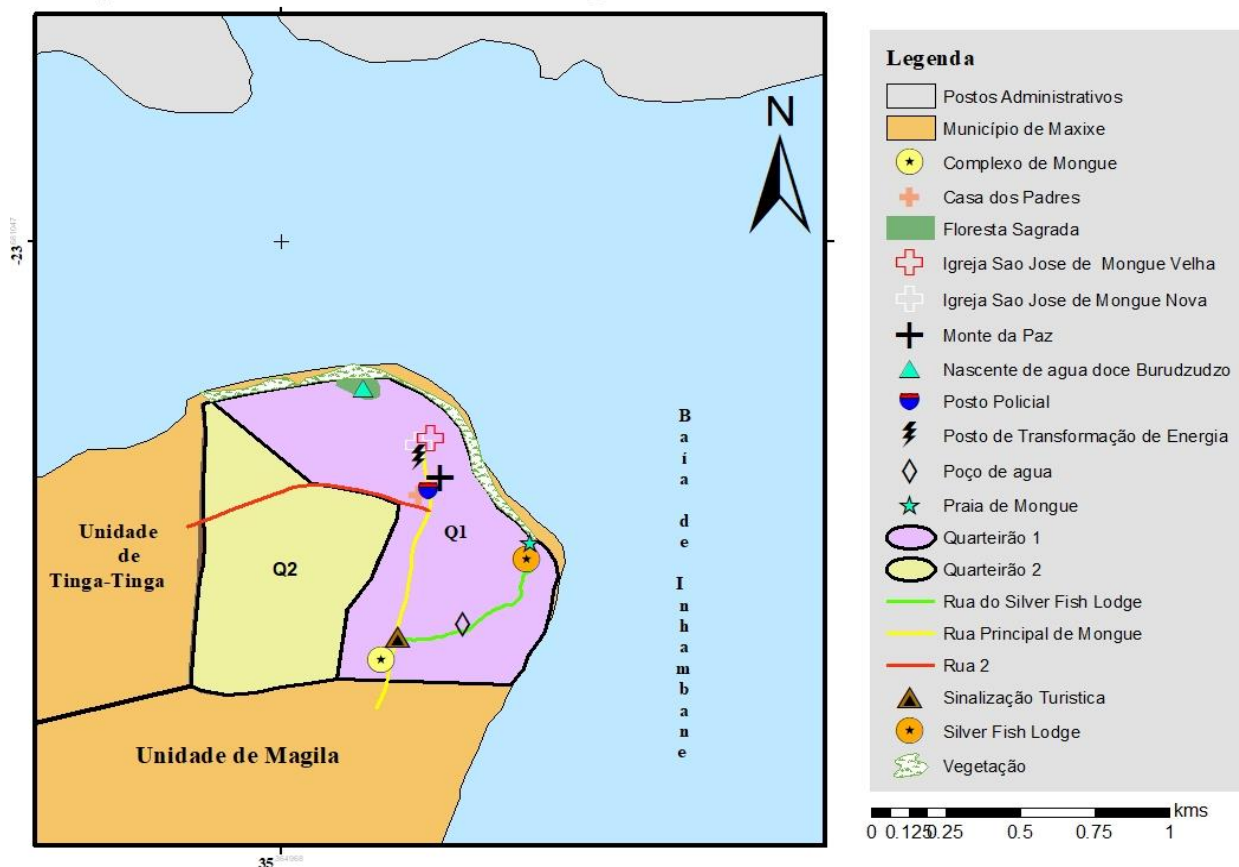 N
-23
Baía de Inhambane
Q1
Unidade
de
Tinga-Tinga
Q2
Unidade de Magila
35
Legenda
Postos Administrativos
Município de Maxixe
Complexo de Mongue
Casa dos Padres
Floresta Sagrada
Igreja Sao Jose de Mongue Velha
Igreja Sao Jose de Mongue Nova
Monte da Paz
Nascente de agua doce Burudzudzo
Posto Policial
Posto de Transformação de Energia
Poço de agua
Praia de Mongue
Quarteirão 1
Quarteirão 2
Rua do Silver Fish Lodge
Rua Principal de Mongue
Rua 2
Sinalização Turistica
Silver Fish Lodge
Vegetação
kms
0 0.125 0.25 0.5 0.75 1